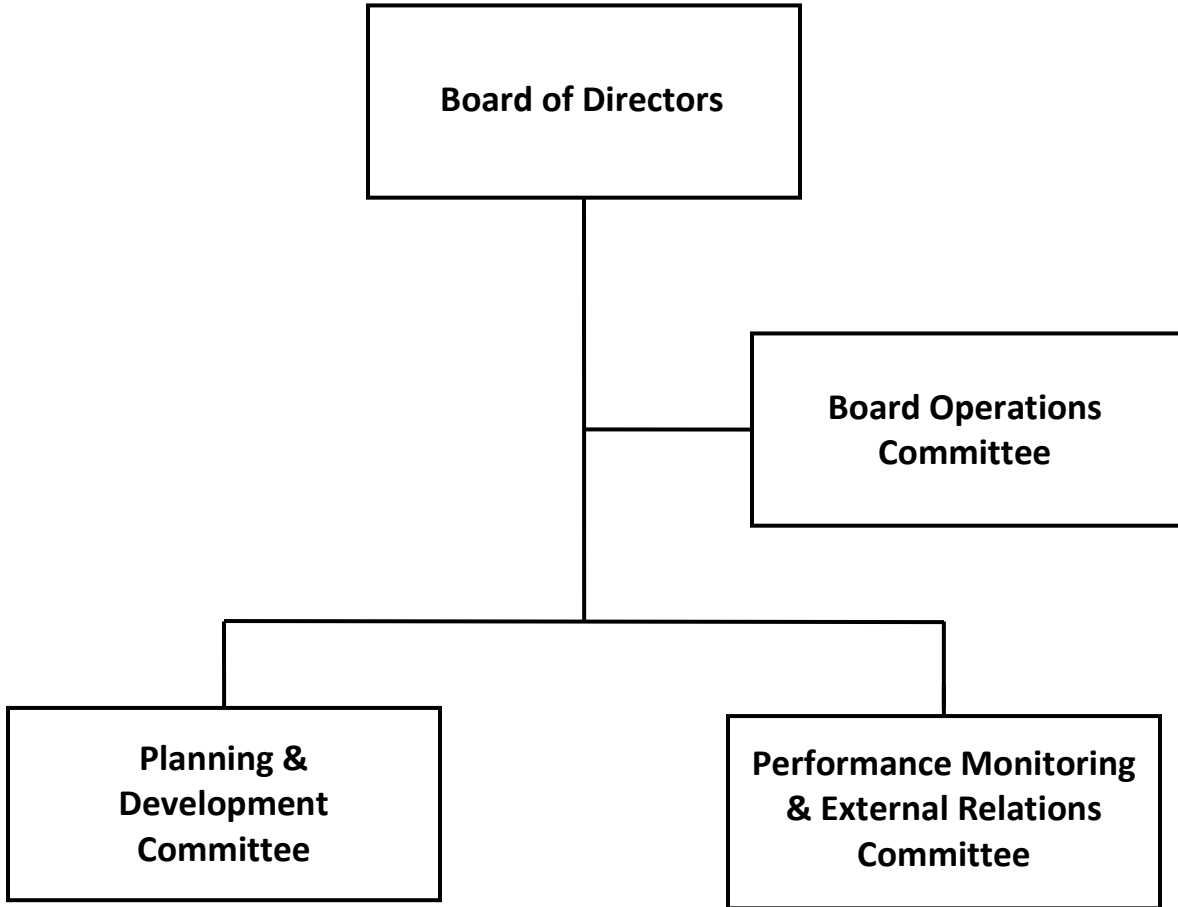 Board of Directors
Board Operations
Committee
Planning &
Development
Committee
Performance Monitoring
& External Relations
Committee